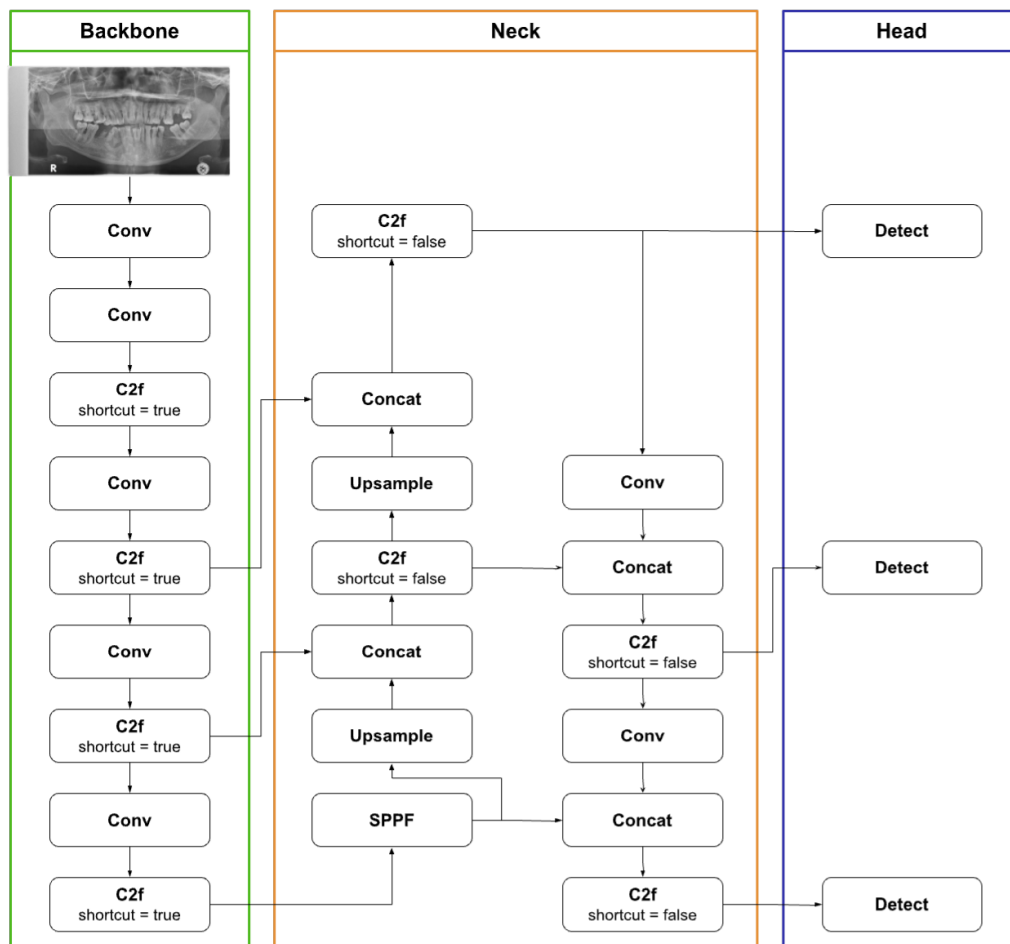 Backbone
R
Conv
Conv
C2f
shortcut = true
Conv
C2f
shortcut = true
Conv
C2f
shortcut = true
Conv
C2f
shortcut = true
Neck
C2f
shortcut = false
Concat
Upsample
C2f
shortcut = false
Concat
Upsample
SPPF
Conv
Concat
C2f
shortcut = false
Conv
Concat
C2f
shortcut = false
Head
Detect
Detect
Detect